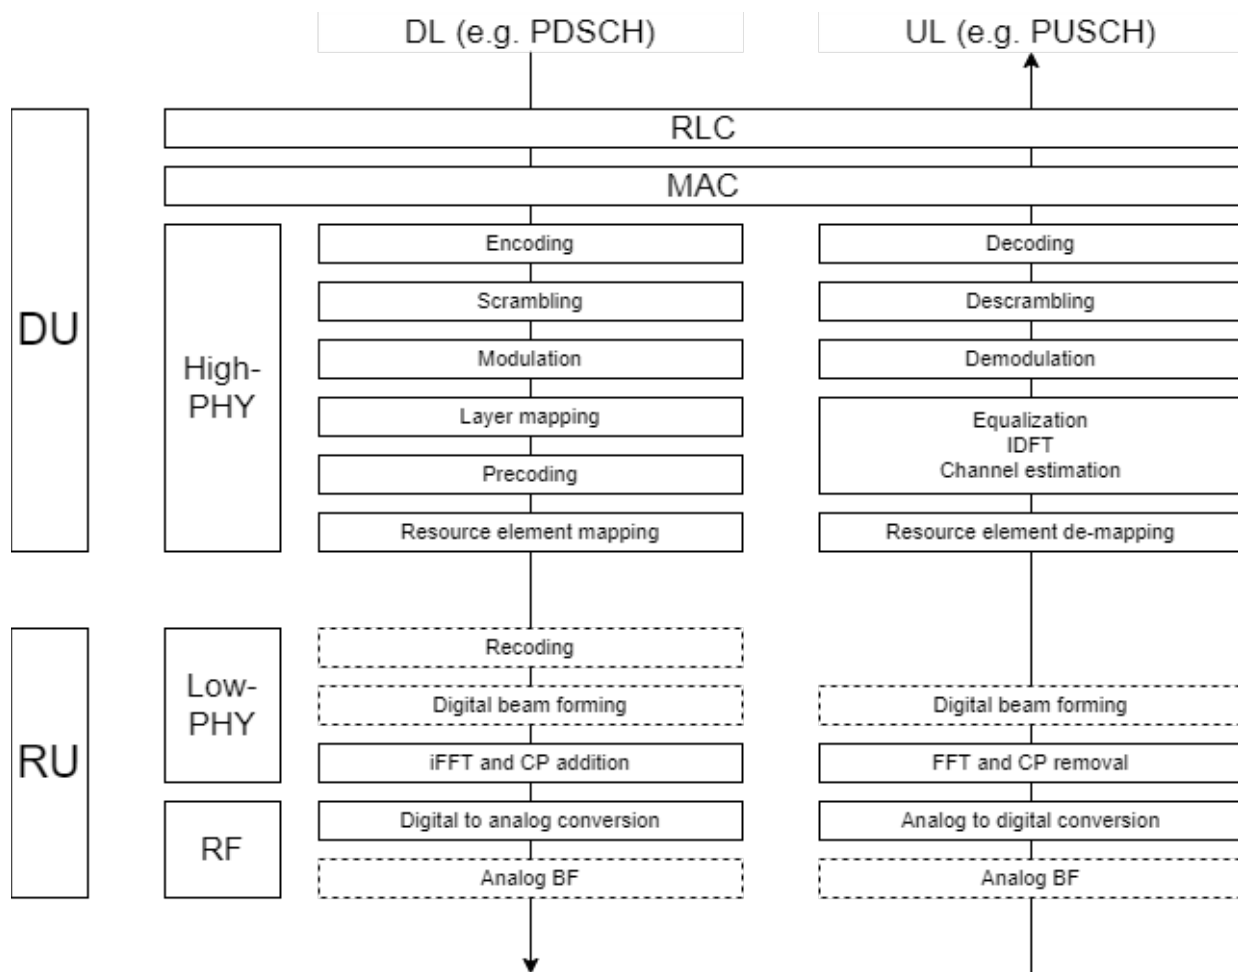 DL (e.g. PDSCH)
UL (e.g. PUSCH)
RLC
MAC
DU
High-
PHY
Encoding
Scrambling
Modulation
Layer mapping
Precoding
Resource element mapping
Decoding
Descrambling
Demodulation
Equalization
IDFT
Channel estimation
Resource element de-mapping
RU
Low-
PHY
Recoding
Digital beam forming
iFFT and CP addition
Digital beam forming
FFT and CP removal
RF
Digital to analog conversion
Analog BF
Analog to digital conversion
Analog BF